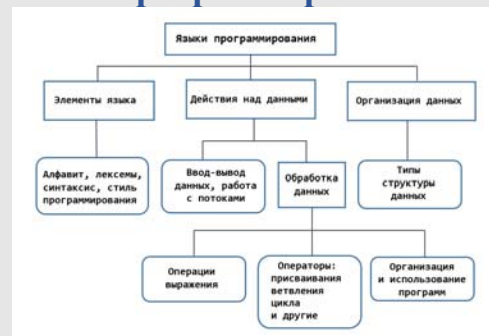 Языки программирования
Элементы языка
Действия над данными
Организация данных
Алфавит, лексемы,
синтаксис, стиль
программирования
Ввод-вывод
данных, работа
с потоками
Обработка
данных
Типы
структуры
данных
Операции
выражения
Операторы:
присваивания
ветвления
цикла
и другие
Организация
и использование
программ